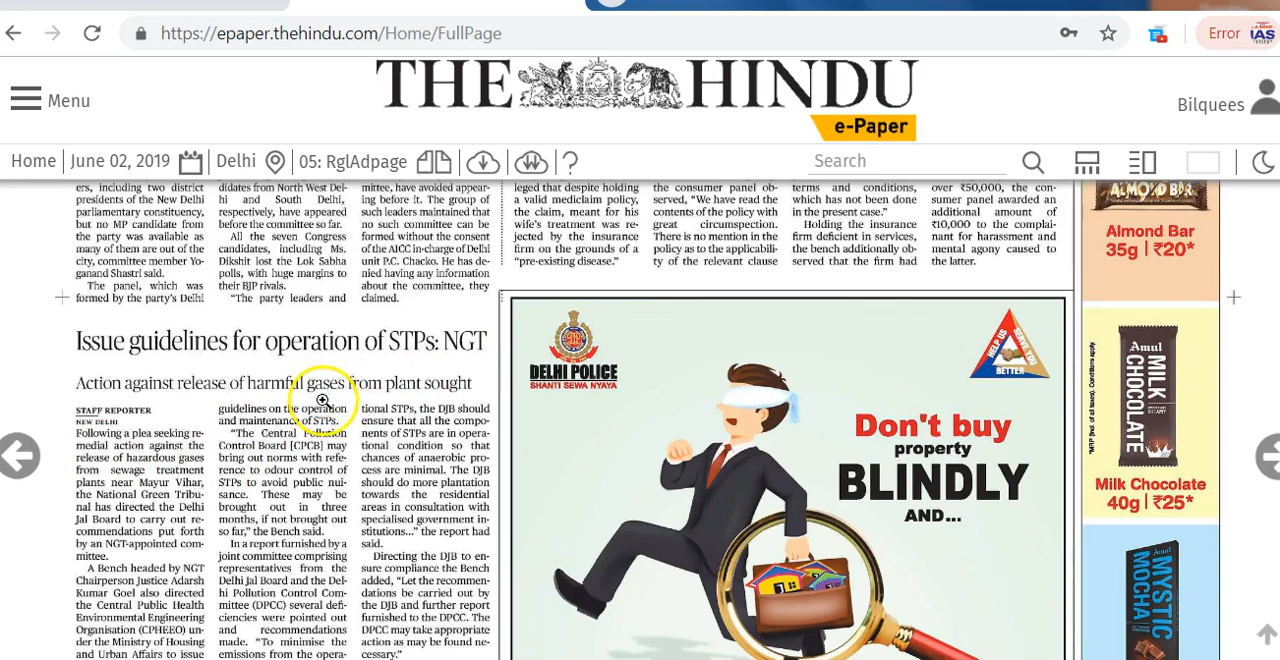 https://epaper.thehindu.com/Home/FullPage
Error
IAS
Menu
THE HINDU
e-Paper
Bilquees
Home
June 02, 2019
Delhi
05: RglAdpage
?
Search
ers, including two district
presidents of the New Delhi
parliamentary constituency,
but no MP candidate from
the party was available as
many of them are out of the
city, committee member Yo-
ganand Shastri said.
The panel, which was
formed by the party's Delhi
didates from North West Del-
hi and South Delhi,
respectively, have appeared
before the committee so far.
All the seven Congress
candidates, including Ms.
Dikshit lost the Lok Sabha
polls, with huge margins to
their BJP rivals.
"The party leaders and
mittee, have avoided appear-
ing before it. The group of
such leaders maintained that
no such committee can be
formed without the consent
of the AICC in-charge of Delhi
unit P.C. Chacko. He has de-
nied having any information
about the committee, they
claimed.
leged that despite holding
a valid mediclaim policy,
the claim, meant for his
wife's treatment was re-
jected by the insurance
firm on the grounds of a
"pre-existing disease."
the consumer panel ob-
served, "We have read the
contents of the policy with
great circumspection.
There is no mention in the
policy as to the applicabili-
ty of the relevant clause
terms and conditions,
which has not been done
in the present case."
Holding the insurance
firm deficient in services,
the bench additionally ob-
served that the firm had
over ₹50,000, the con-
sumer panel awarded an
additional amount of
₹10,000 to the complai-
nant for harassment and
mental agony caused to
the latter.
Issue guidelines for operation of STPs: NGT
Action against release of harmful gases from plant sought
STAFF REPORTER
NEW DELHI
Following a plea seeking re-
medial action against the
release of hazardous gases
from sewage treatment
plants near Mayur Vihar,
the National Green Tribu-
nal has directed the Delhi
Jal Board to carry out re-
commendations put forth
by an NGT-appointed com-
mittee.
A Bench headed by NGT
Chairperson Justice Adarsh
Kumar Goel also directed
the Central Public Health
Environmental Engineering
Organisation (CPHEEO) un-
der the Ministry of Housing
and Urban Affairs to issue
guidelines on the operation
and maintenance of STPs.
"The Central Pollution
Control Board [PCB] may
bring out norms with refe-
rence to odour control of
STPs to avoid public nui-
sance. These may be
brought out in three
months, if not brought out
so far," the Bench said.
In a report furnished by a
joint committee comprising
representatives from the
Delhi Jal Board and the Del-
hi Pollution Control Com-
mittee (DPCC) several defi-
ciencies were pointed out
and recommendations
made. "To minimise the
emissions from the opera-
tional STPs, the DJB should
ensure that all the compo-
nents of STPs are in opera-
tional condition so that
chances of anaerobic pro-
cess are minimal. The DJB
should do more plantation
towards the residential
areas in consultation with
specialised government in-
stitutions..." the report had
said.
Directing the DJB to en-
sure compliance the Bench
added, "Let the recommen-
dations be carried out by
the DJB and further report
furnished to the DPCC. The
DPCC may take appropriate
action as may be found ne-
cessary."
DELHI POLICE
SHANTI SEWA NYAYA
HELP US
SERVE YOU
BETTER
Don't buy
property
BLINDLY
AND...
ALMOND BAR
Almond Bar
35g | ₹20*
*MRP (incl. of all taxes). Conditions apply.
Amul
MILK
CHOCOLATE
Milk Chocolate
40g | ₹25*
Amul
MYSTIC
MOCHA